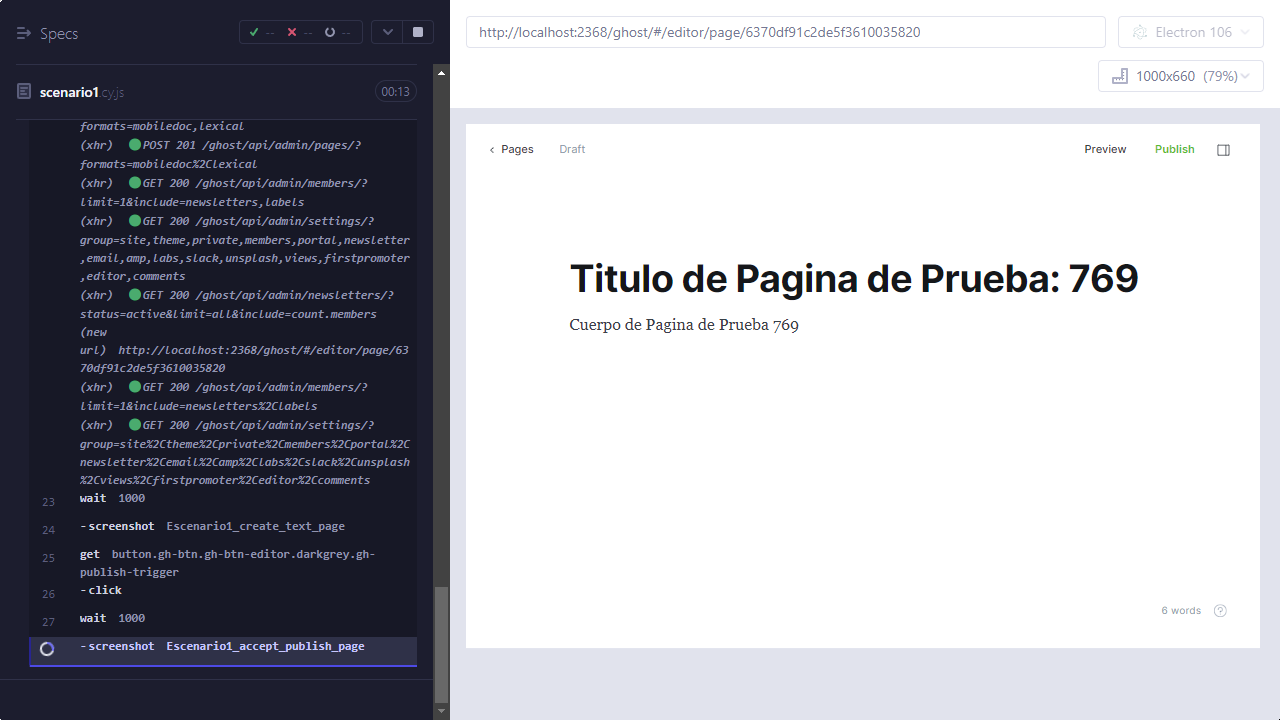 Specs
-- -- --
scenario1.cy.js 00:13
formats=mobiledoc,lexical
(xhr) POST 201 /ghost/api/admin/pages/?
formats=mobiledoc%2Clexical
(xhr) GET 200 /ghost/api/admin/members/?
limit=1&include=newsletters,labels
(xhr) GET 200 /ghost/api/admin/settings/?
group=site,theme,private,members,portal,newsletter
,email,amp,labs,slack,unsplash,views,firstpromoter
,editor,comments
(xhr) GET 200 /ghost/api/admin/newsletters/?
status=active&limit=all&include=count.members
(new
url) http://localhost:2368/ghost/#/editor/page/63
70df91c2de5f3610035820
(xhr) GET 200 /ghost/api/admin/members/?
limit=1&include=newsletters%2Clabels
(xhr) GET 200 /ghost/api/admin/settings/?
group=site%2Ctheme%2Cprivate%2Cmembers%2Cportal%2C
newsletter%2Cemail%2Camp%2Clabs%2Cslack%2Cunsplash
%2Cviews%2Cfirstpromoter%2Ceditor%2Ccomments
23 wait 1000
24 -screenshot Escenario1_create_text_page
25 get button.gh-btn.gh-btn-editor.darkgrey.gh-
publish-trigger
26 -click
27 wait 1000
-screenshot Escenario1_accept_publish_page
http://localhost:2368/ghost/#/editor/page/6370df91c2de5f3610035820
Electron 106
1000x660 (79%)
Pages Draft Preview Publish
Titulo de Pagina de Prueba: 769
Cuerpo de Pagina de Prueba 769
6 words ?